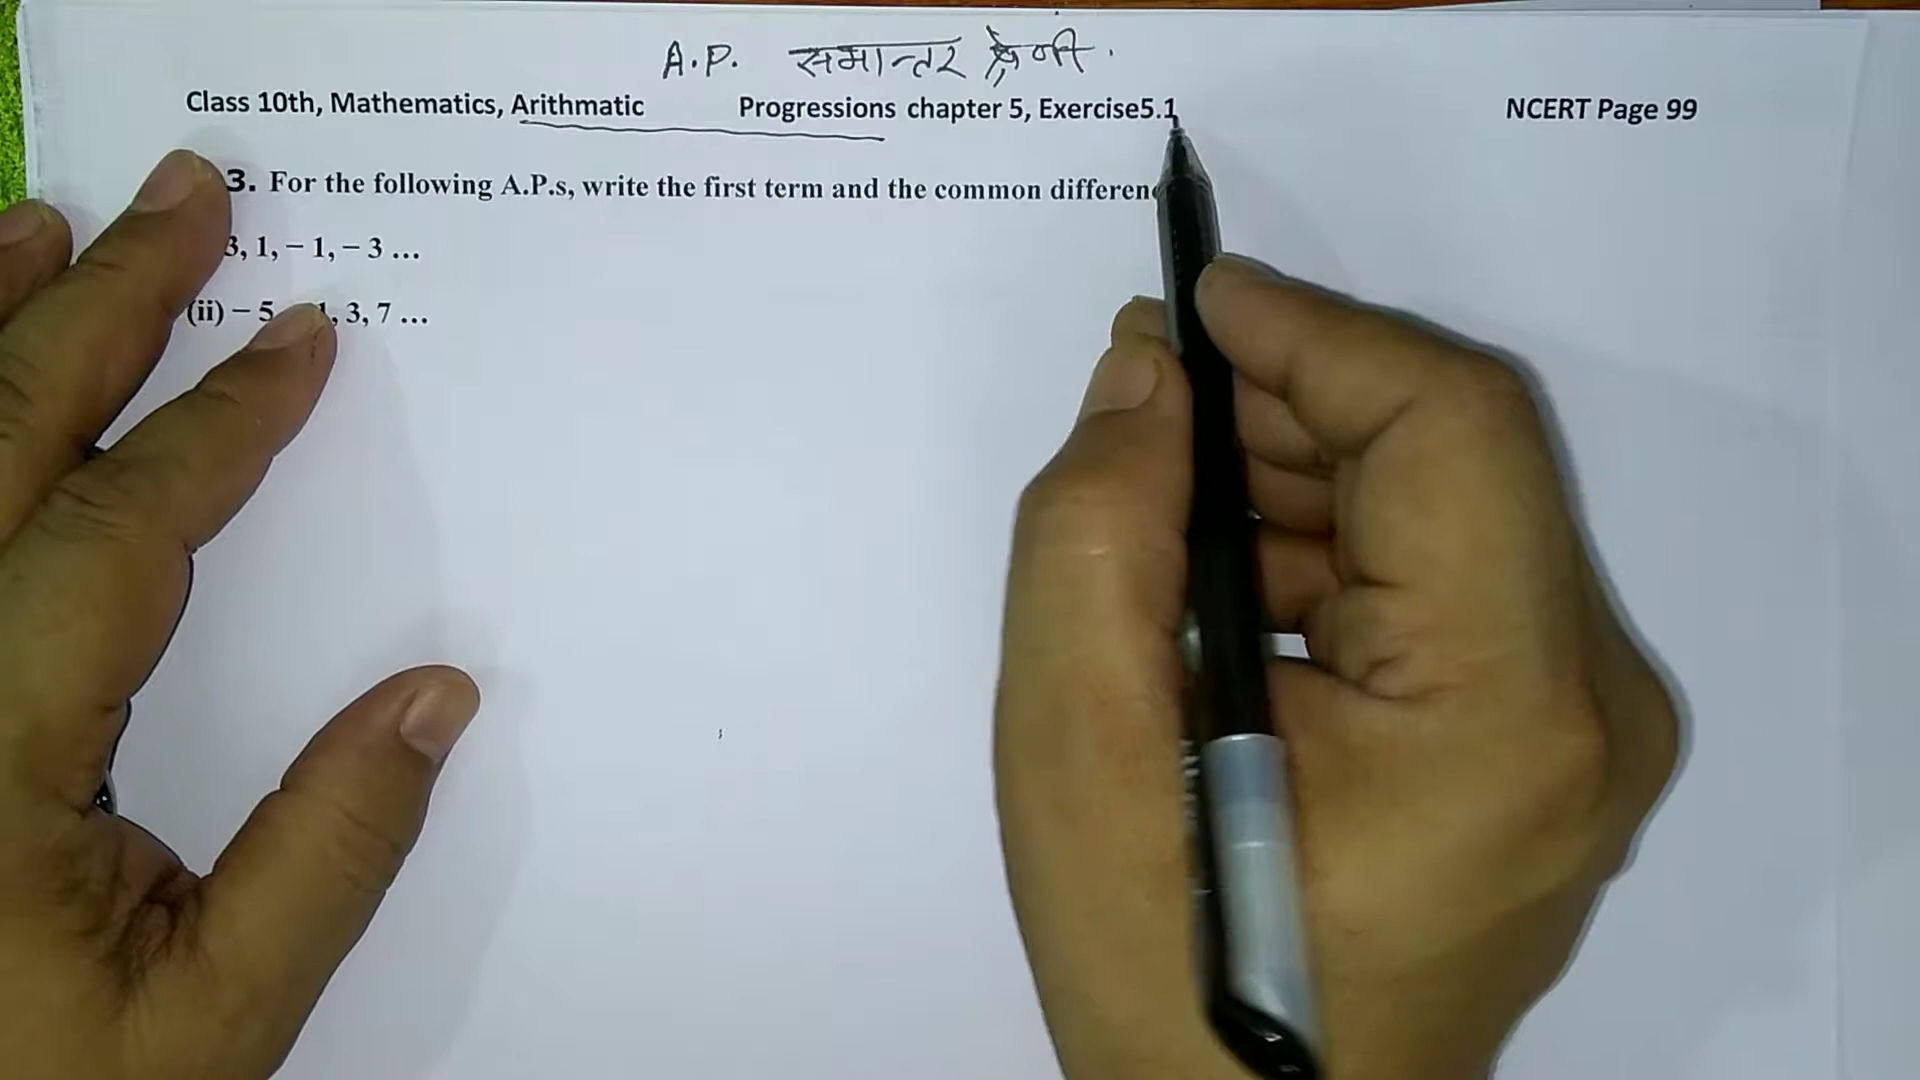 A.P. समान्तर श्रेणी.
Class 10th, Mathematics, Arithmatic Progressions chapter 5, Exercise5.1 NCERT Page 99
3. For the following A.P.s, write the first term and the common
3, 1, – 1, – 3 ...
(ii) – 5 1, 3, 7 ...